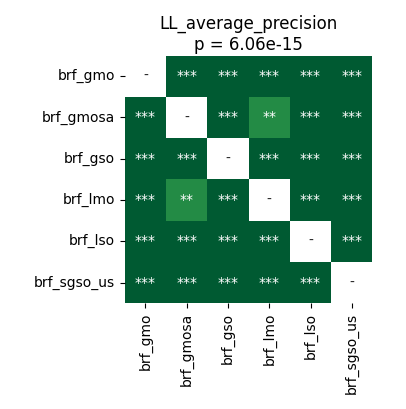 LL_average_precision
p = 6.06e-15
brf_gmo - *** *** *** *** ***
brf_gmosa *** - *** ** *** ***
brf_gso *** *** - *** *** ***
brf_lmo *** ** *** - *** ***
brf_lso *** *** *** *** - ***
brf_sgso_us *** *** *** *** *** -
brf_gmo brf_gmosa brf_gso brf_lmo brf_lso brf_sgso_us